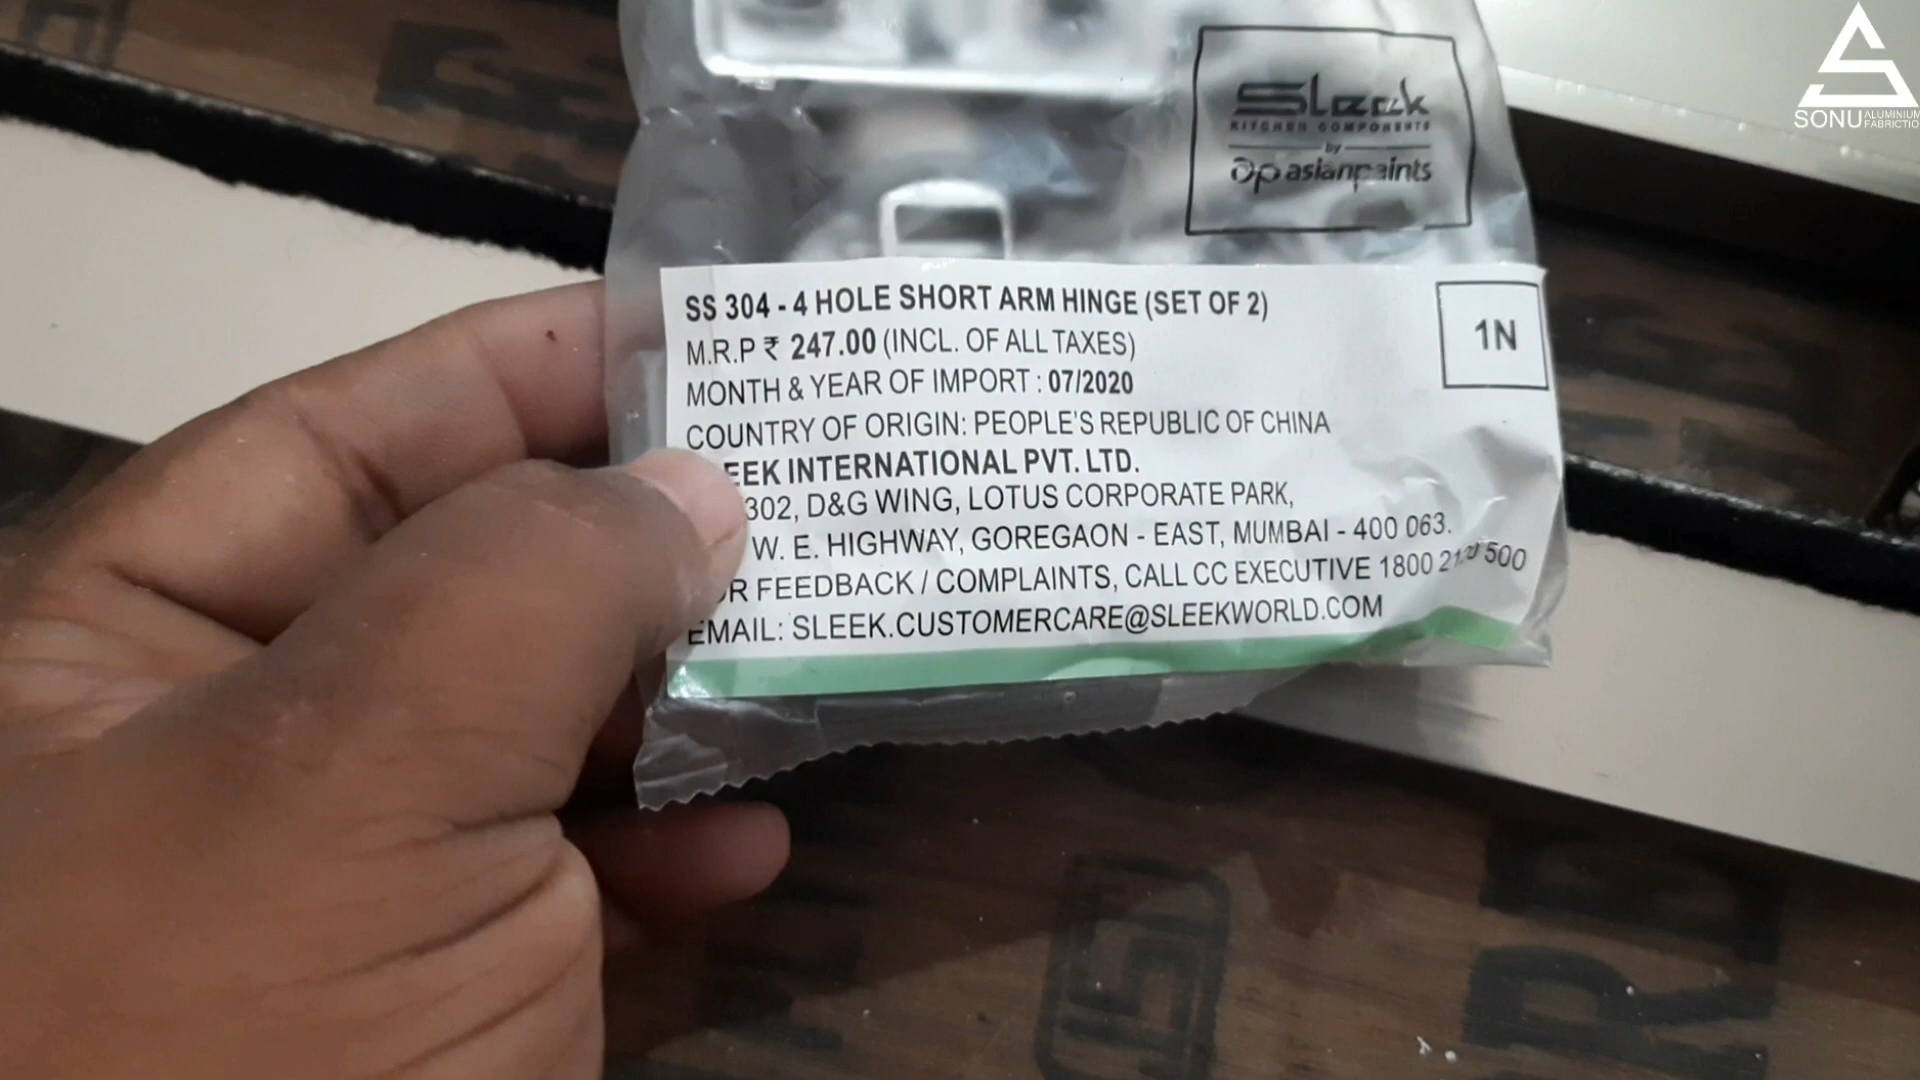 SONU ALUMINIUM
FABRICTIO
Sleek
KITCHEN COMPONENTS
by
asianpaints
SS 304 - 4 HOLE SHORT ARM HINGE (SET OF 2)
1N
M.R.P ₹ 247.00 (INCL. OF ALL TAXES)
MONTH & YEAR OF IMPORT : 07/2020
COUNTRY OF ORIGIN: PEOPLE'S REPUBLIC OF CHINA
EEK INTERNATIONAL PVT. LTD.
302, D&G WING, LOTUS CORPORATE PARK,
W. E. HIGHWAY, GOREGAON - EAST, MUMBAI - 400 063.
R FEEDBACK / COMPLAINTS, CALL CC EXECUTIVE 1800 500
EMAIL: SLEEK.CUSTOMERCARE@SLEEKWORLD.COM